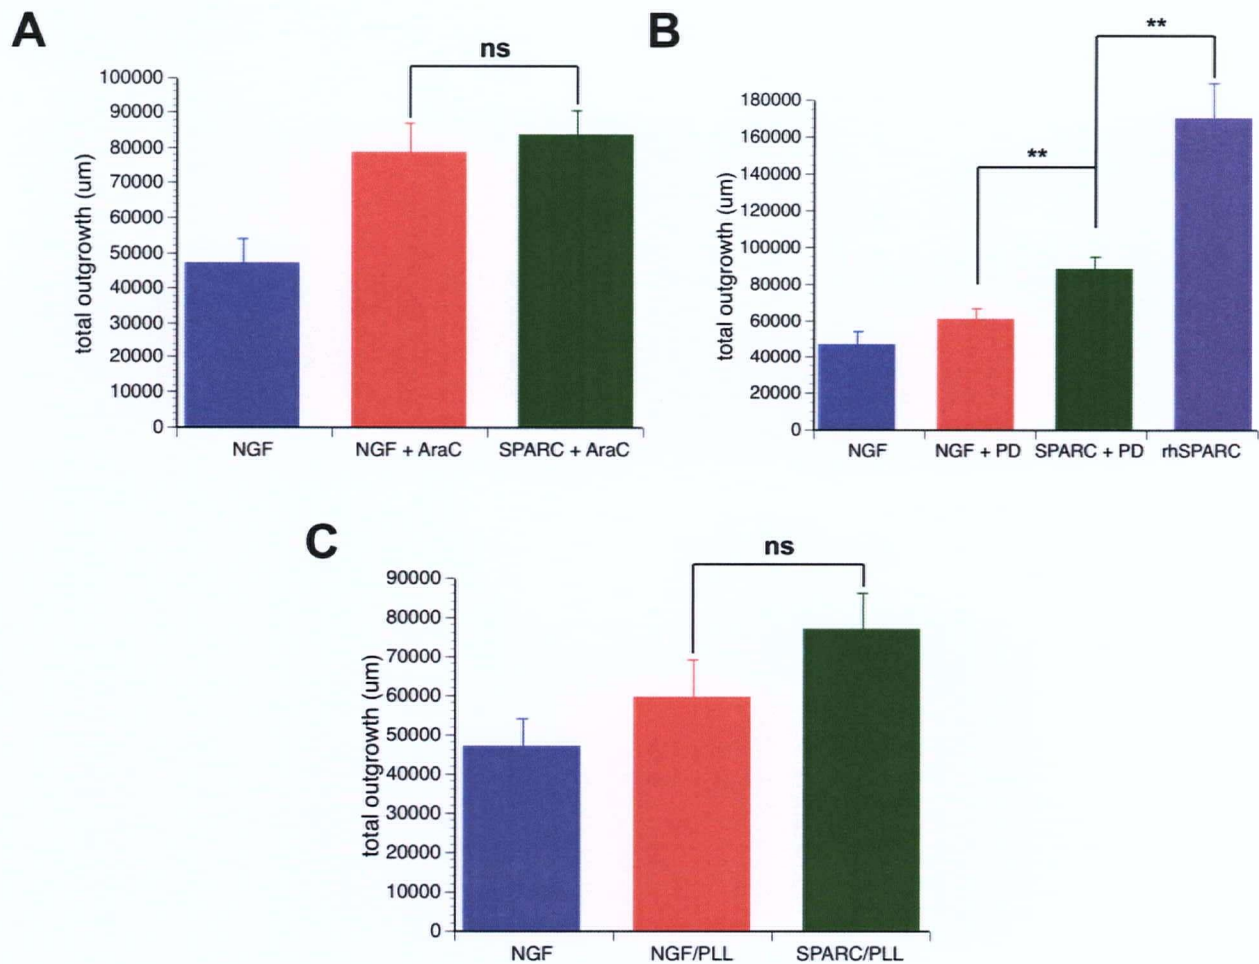 A
ns
100000
90000
80000
70000
60000
50000
40000
30000
20000
10000
0
total outgrowth (um)
NGF
NGF + AraC
SPARC + AraC
B
**
**
180000
160000
140000
120000
100000
80000
60000
40000
20000
0
total outgrowth (um)
NGF
NGF + PD
SPARC + PD
rhSPARC
C
ns
90000
80000
70000
60000
50000
40000
30000
20000
10000
0
total outgrowth (um)
NGF
NGF/PLL
SPARC/PLL